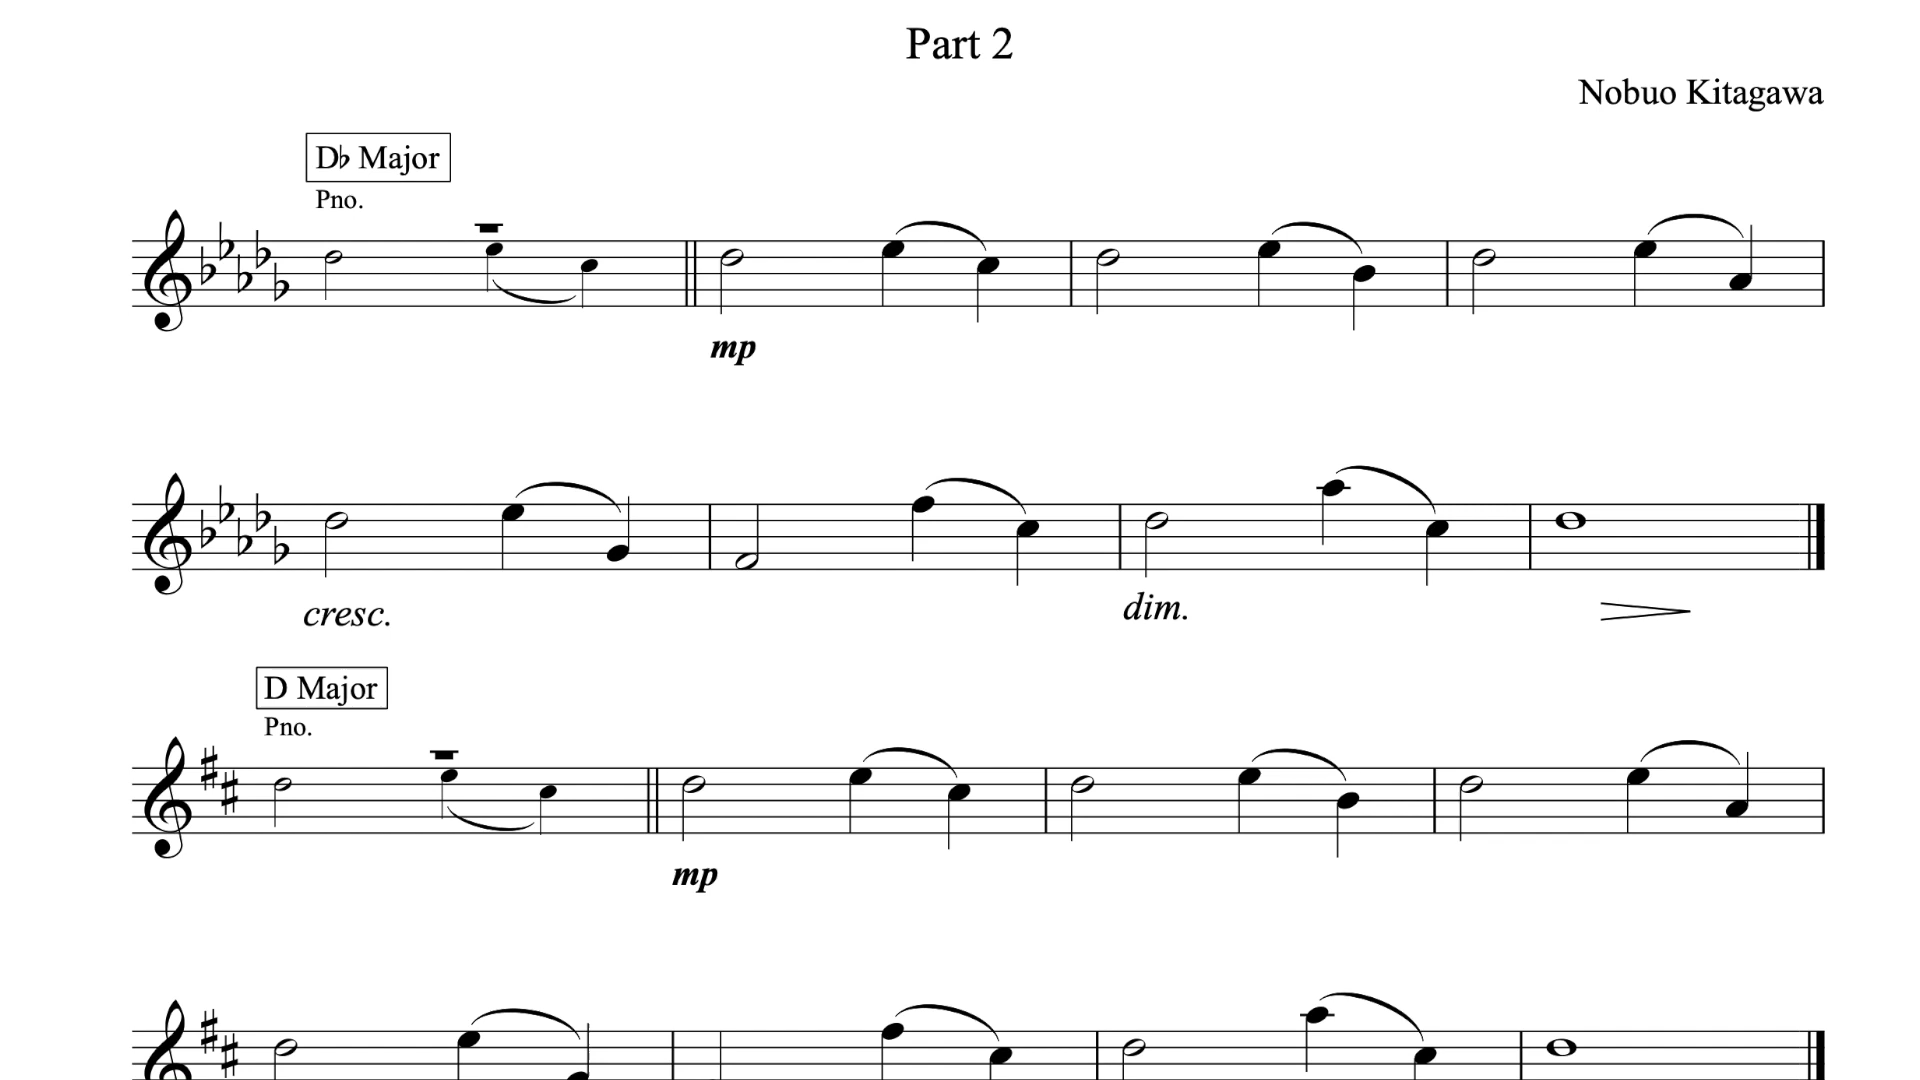 Part 2
Nobuo Kitagawa
D♭ Major
Pno.
mp
cresc.
dim.
D Major
Pno.
mp